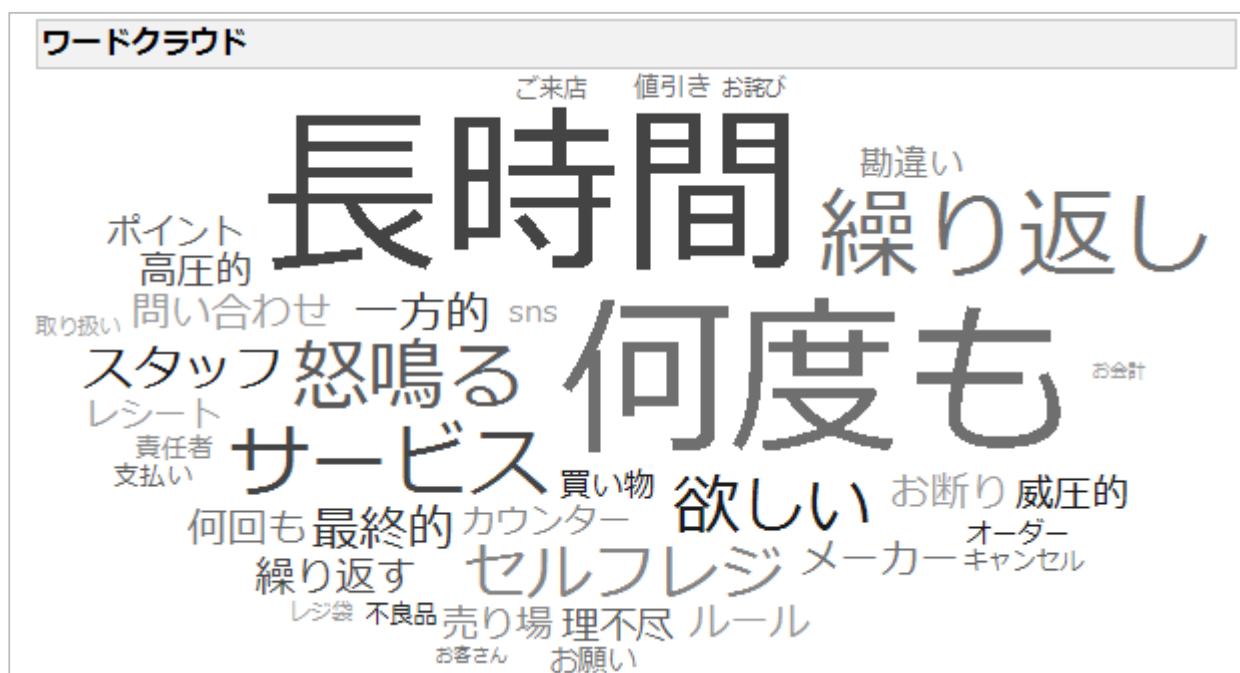 ワードクラウド
ご来店 値引き お詫び
長時間
勘違い
繰り返し
ポイント
高圧的
問い合わせ 一方的 sns
取り扱い
何度も
スタッフ 怒鳴る
お会計
レシート
責任者
サービス
支払い
買い物 欲しい お断り 威圧的
何回も 最終的 カウンター
オーダー
セルフレジ メーカー キャンセル
繰り返す
レジ袋 不良品 売り場 理不尽 ルール
お客さん お願い